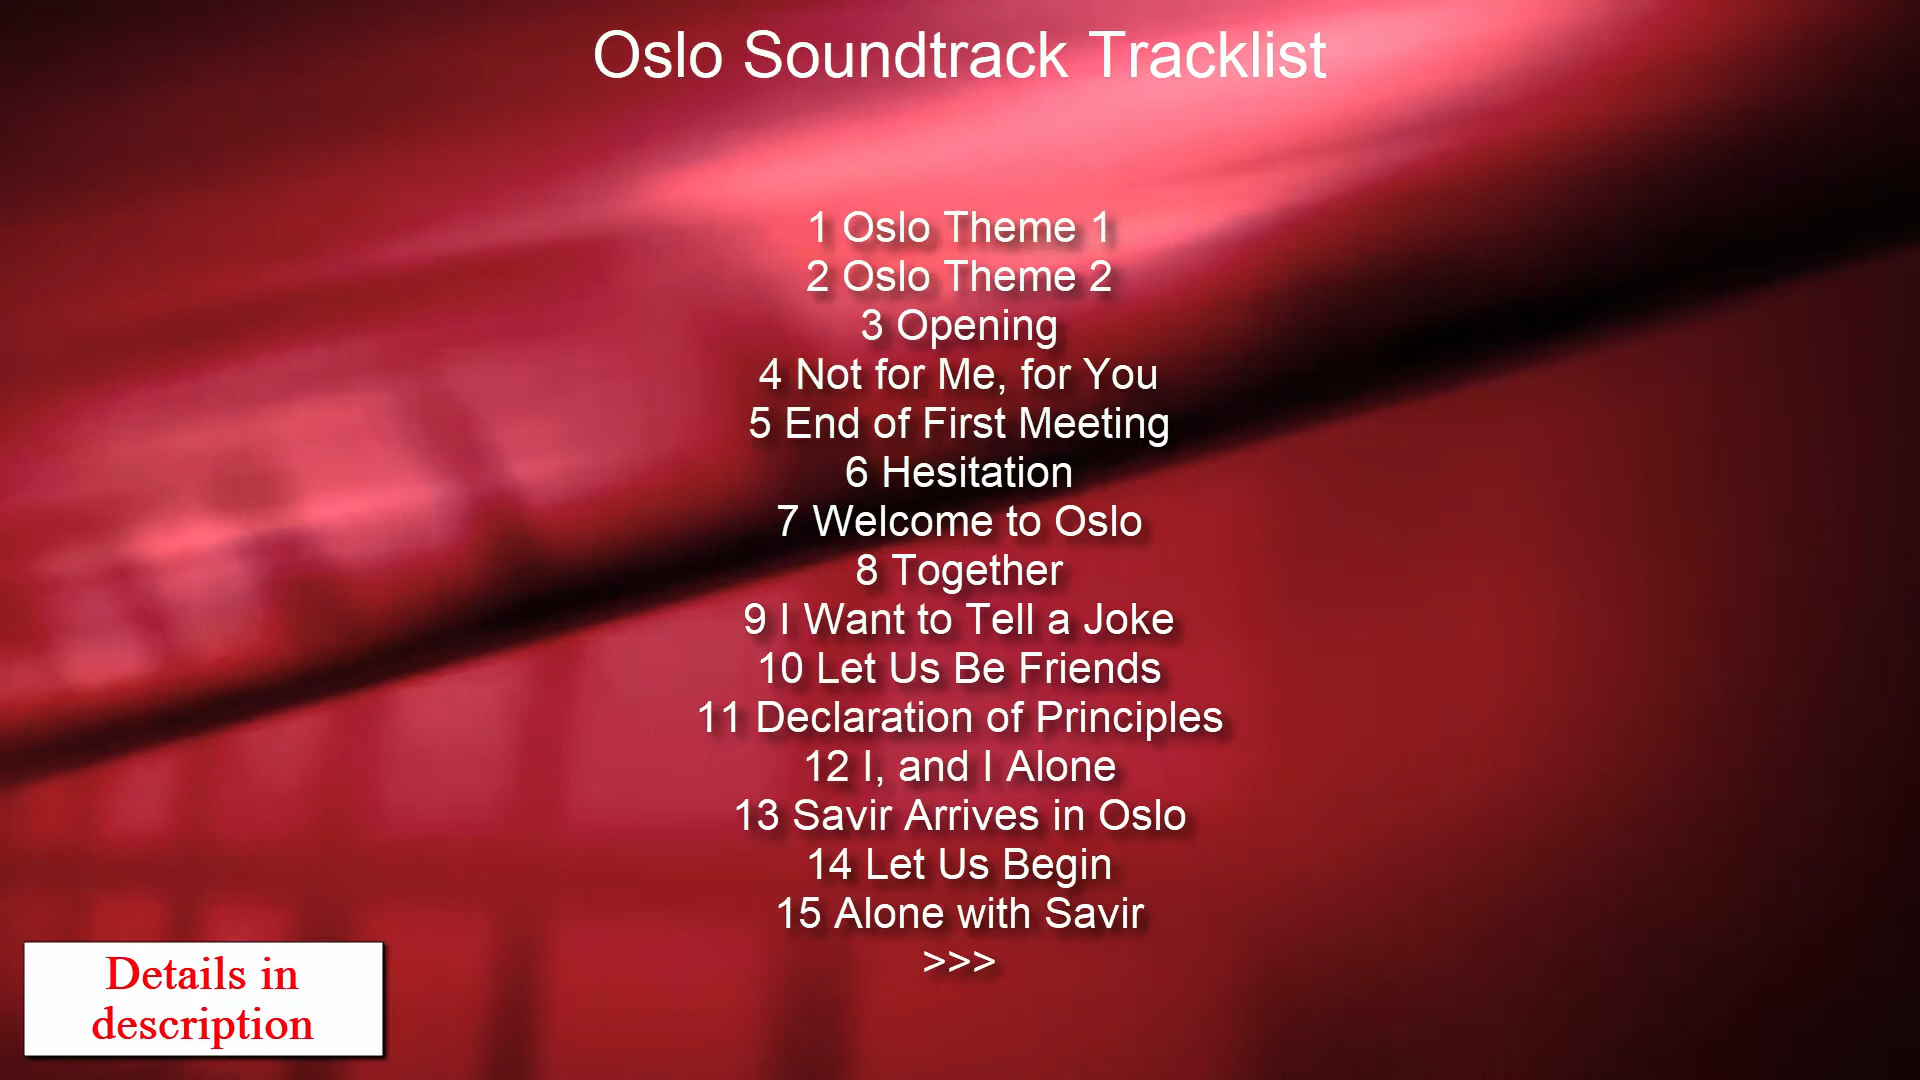 Oslo Soundtrack Tracklist
1 Oslo Theme 1
2 Oslo Theme 2
3 Opening
4 Not for Me, for You
5 End of First Meeting
6 Hesitation
7 Welcome to Oslo
8 Together
9 I Want to Tell a Joke
10 Let Us Be Friends
11 Declaration of Principles
12 I, and I Alone
13 Savir Arrives in Oslo
14 Let Us Begin
15 Alone with Savir
>>>
Details in
description